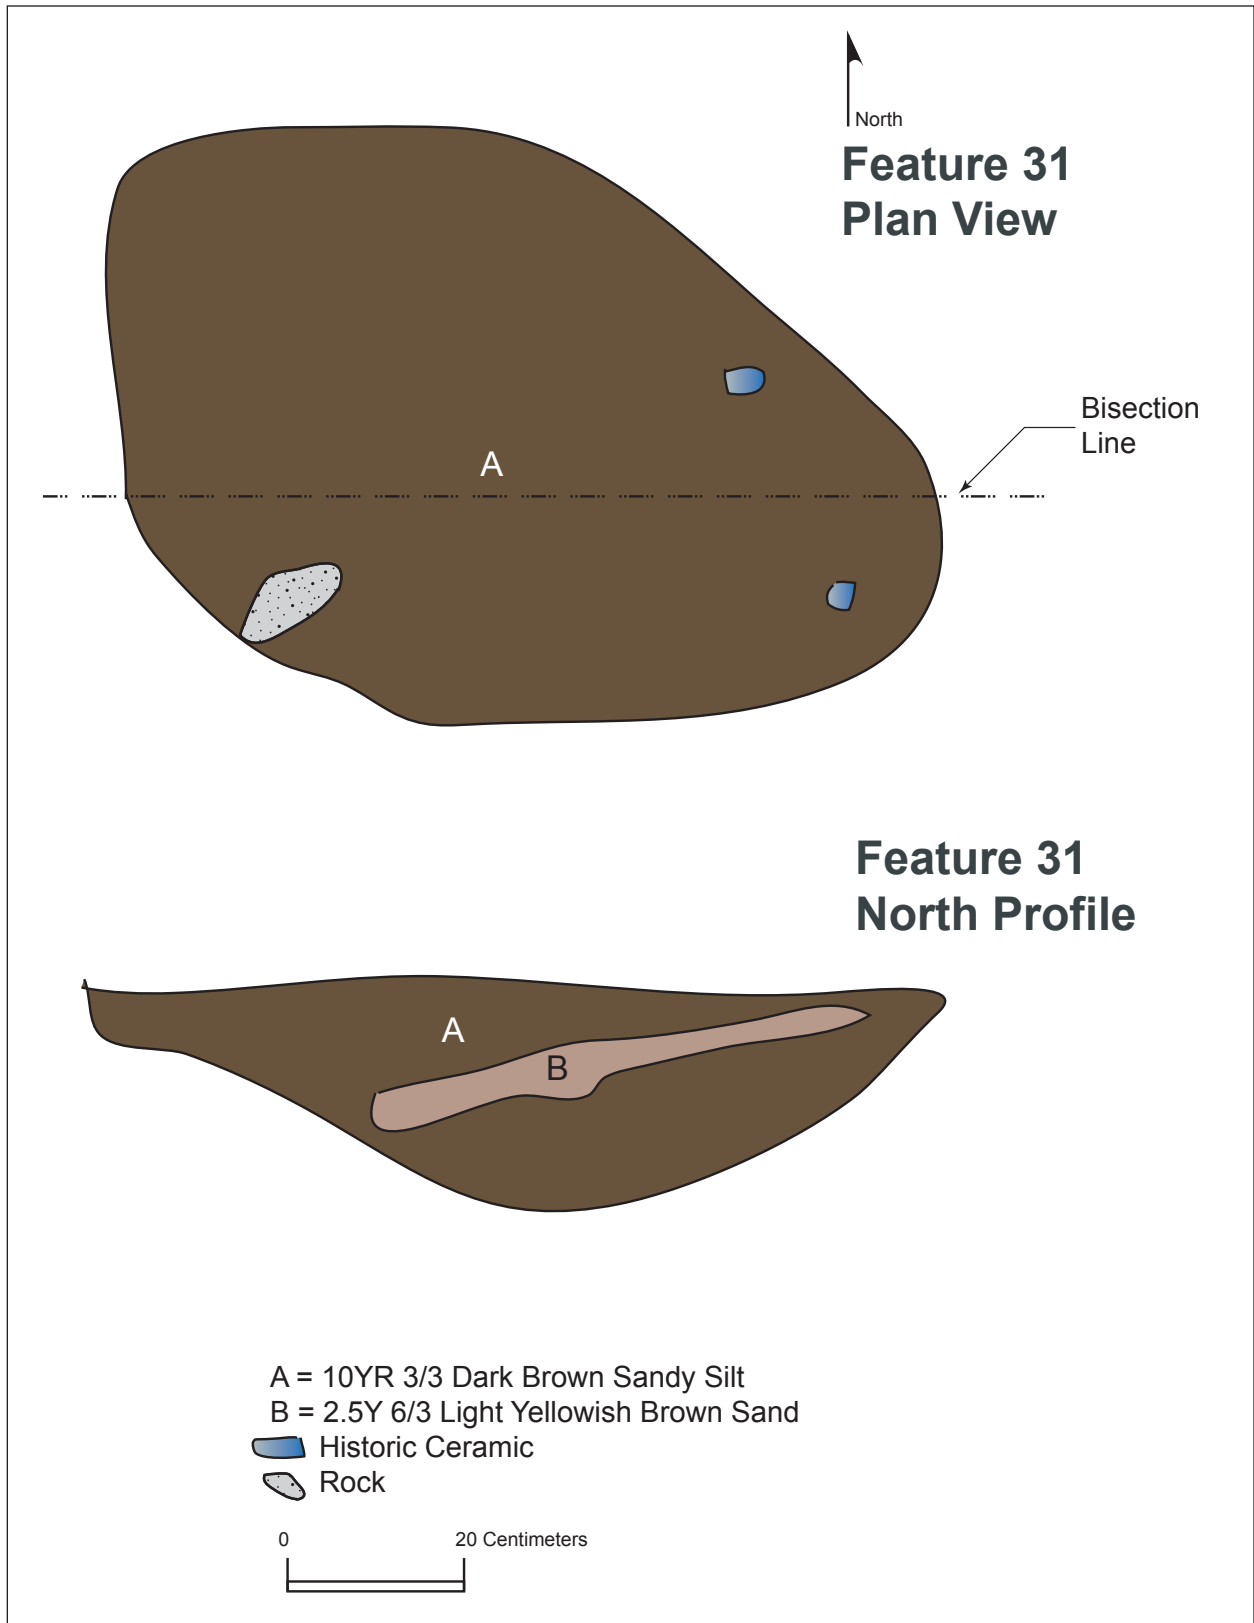 North
Feature 31
Plan View
Bisection
Line
A
Feature 31
North Profile
A
B
A = 10YR 3/3 Dark Brown Sandy Silt
B = 2.5Y 6/3 Light Yellowish Brown Sand
Historic Ceramic
Rock
0
20 Centimeters